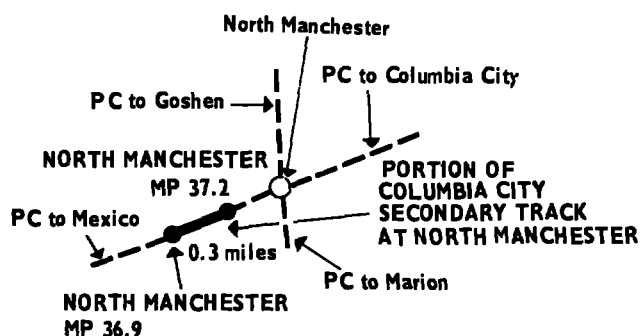 North Manchester
PC to Columbia City
PC to Goshen
NORTH MANCHESTER
MP 37.2
PORTION OF
COLUMBIA CITY
SECONDARY TRACK
AT NORTH MANCHESTER
PC to Mexico
0.3 miles
PC to Marion
NORTH MANCHESTER
MP 36.9